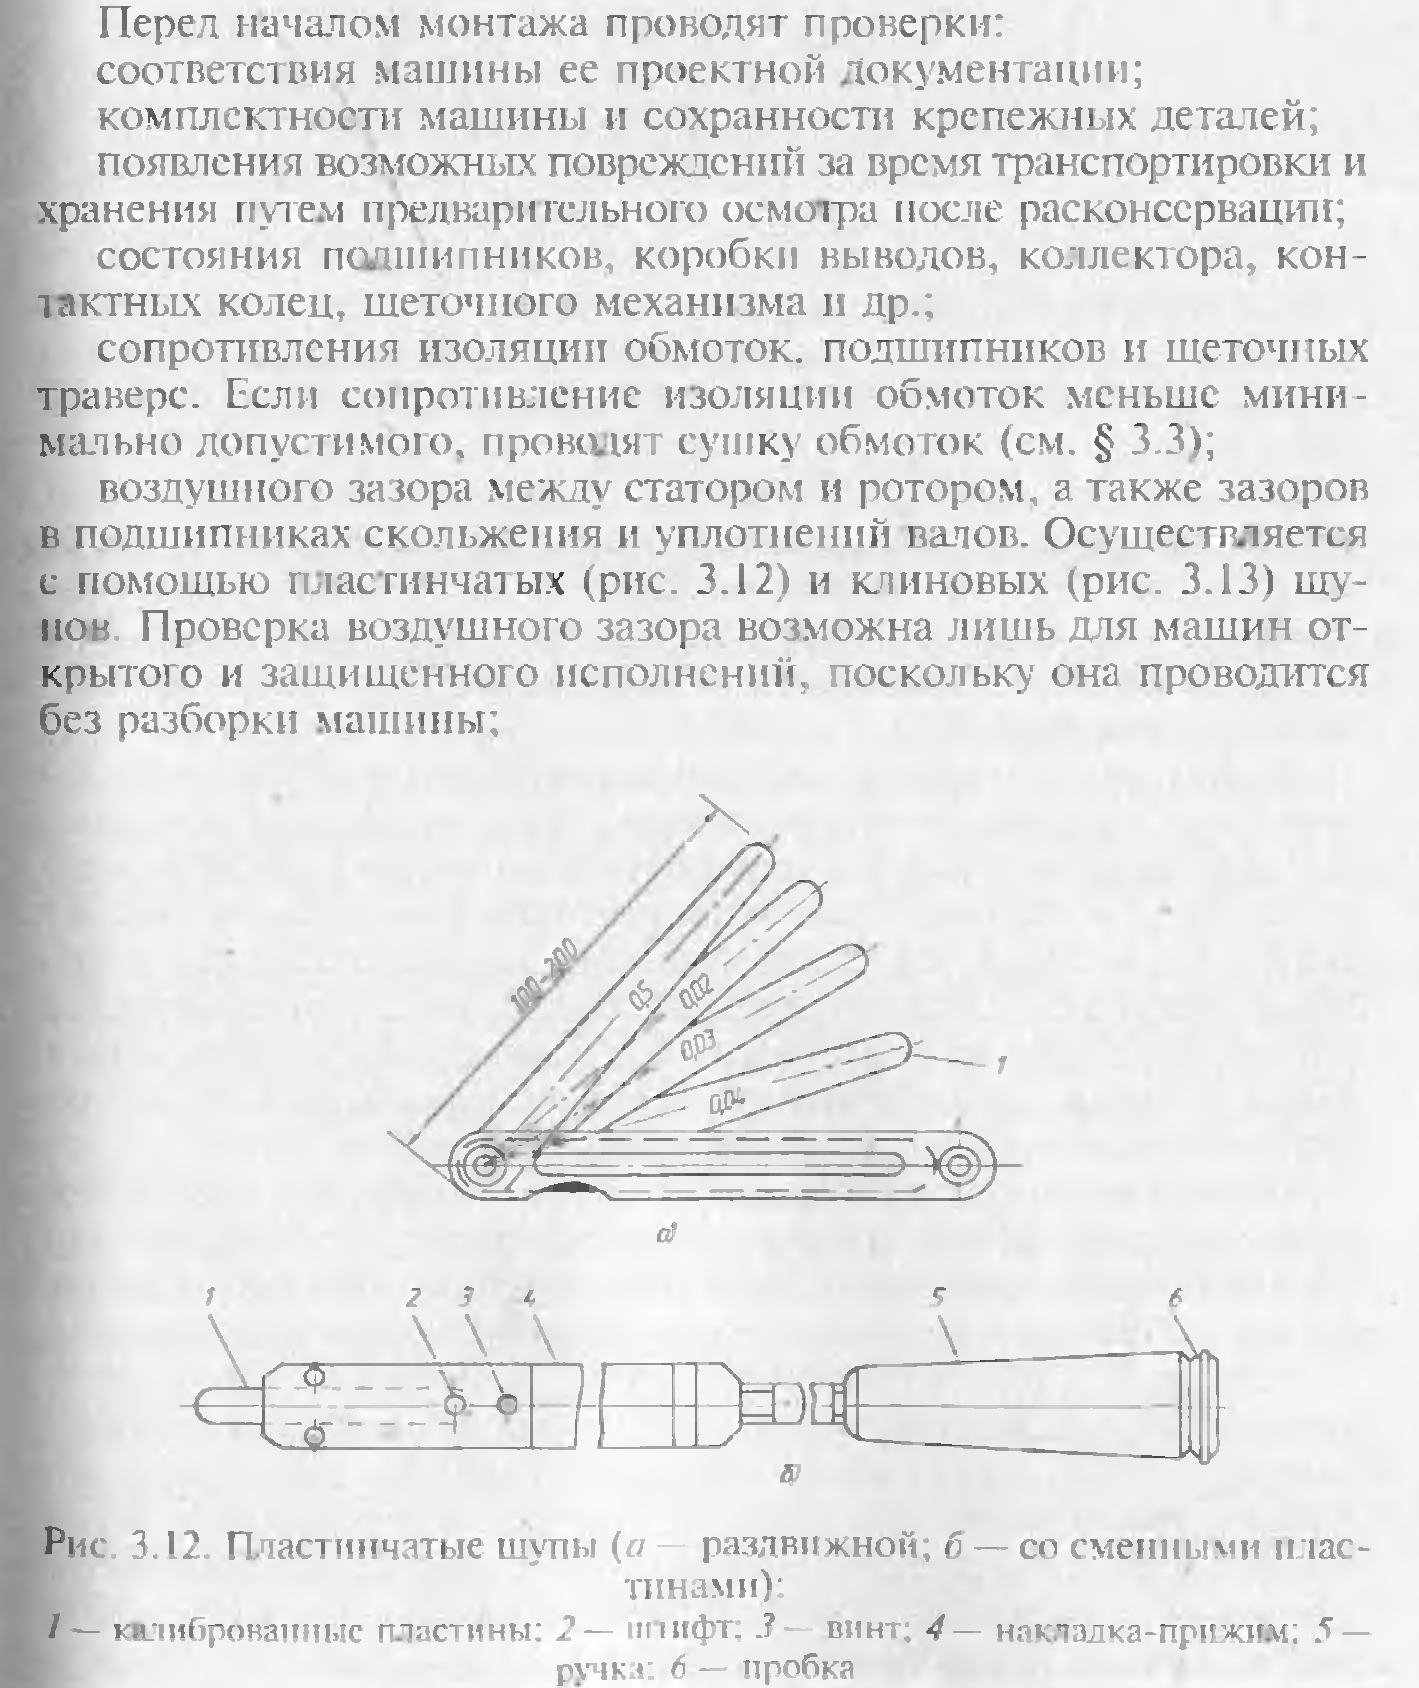 Перед началом монтажа проводят проверки:
соответствия машины ее проектной документации;
комплектности машины и сохранности крепежных деталей;
появления возможных повреждений за время транспортировки и
хранения путем предварительного осмотра после расконсервации;
состояния подшипников, коробки выводов, коллектора, кон-
тактных колец, щеточного механизма и др.;
сопротивления изоляции обмоток, подшипников и щеточных
траверс. Если сопротивление изоляции обмоток меньше мини-
мально допустимого, проводят сушку обмоток (см. § 3.3);
воздушного зазора между статором и ротором, а также зазоров
в подшипниках скольжения и уплотнений валов. Осуществляется
с помощью пластинчатых (рис. 3.12) и клиновых (рис. 3.13) щу-
пов. Проверка воздушного зазора возможна лишь для машин от-
крытого и защищенного исполнений, поскольку она проводится
без разборки машины;
100-200
0,5
0,02
0,03
0,04
1
а)
1 2 3 4 5 6
б)
Рис. 3.12. Пластинчатые щупы (а — раздвижной; б — со сменными плас-
тинами):
1 — калиброванные пластины; 2 — штифт; 3 — винт; 4 — накладка-прижим; 5 —
ручка; 6 — пробка